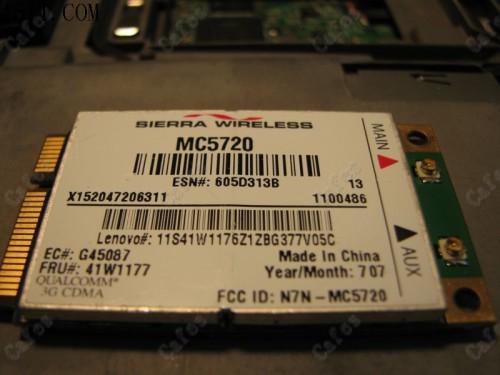 SIERRA WIRELESS
MC5720
ESN#: 605D313B 13
X152047206311 1100486
Lenovo#: 11S41W1176Z1ZBG377V05C
EC#: G45087 Made In China
FRU#: 41W1177 Year/Month: 707
QUALCOMM®
3G CDMA
FCC ID: N7N-MC5720
MAIN
AUX